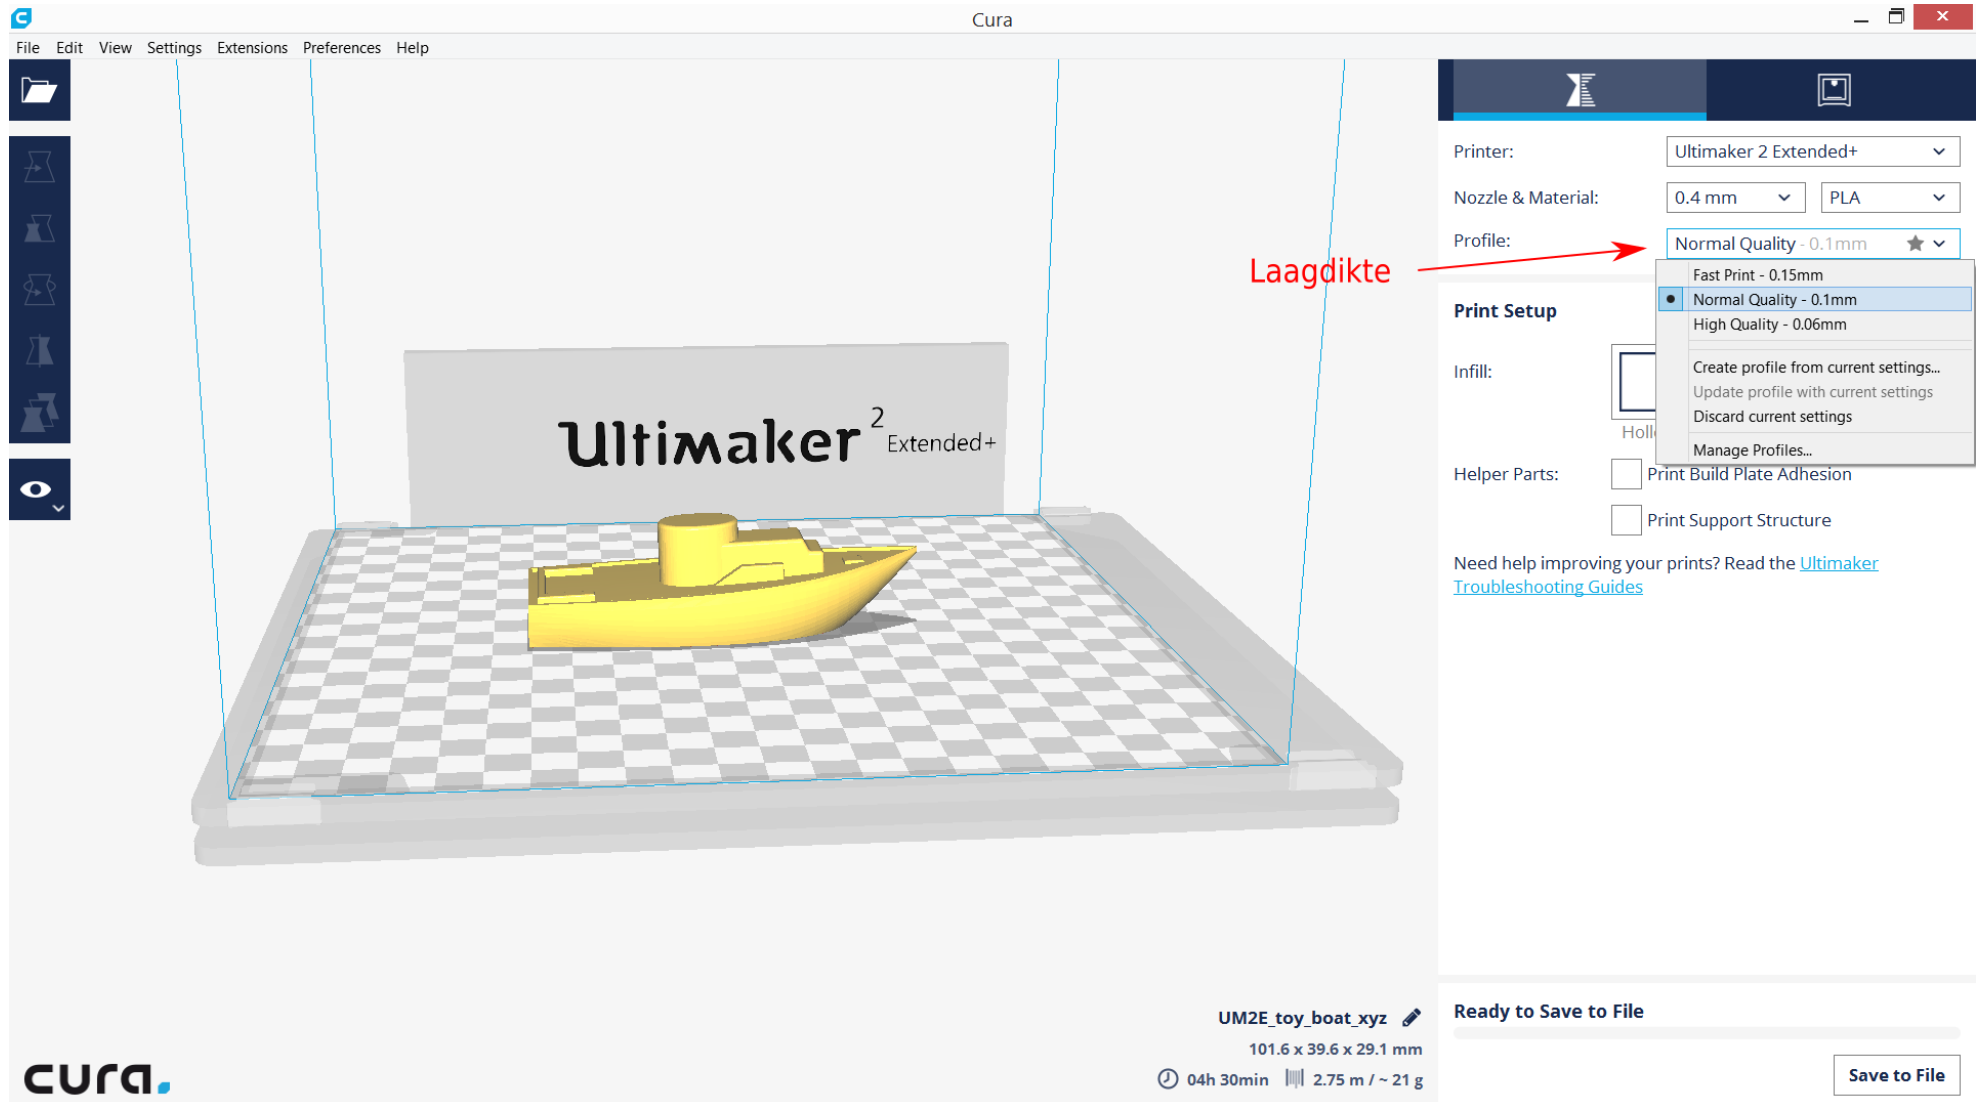 Cura
File Edit View Settings Extensions Preferences Help
Printer:
Ultimaker 2 Extended+
Nozzle & Material:
0.4 mm
PLA
Profile:
Normal Quality - 0.1mm
Laagdikte
Fast Print - 0.15mm
Normal Quality - 0.1mm
High Quality - 0.06mm
Create profile from current settings...
Update profile with current settings
Discard current settings
Manage Profiles...
Print Setup
Infill:
Helper Parts:
Print Build Plate Adhesion
Print Support Structure
Need help improving your prints? Read the Ultimaker
Troubleshooting Guides
Ultimaker 2 Extended+
UM2E_toy_boat_xyz
101.6 x 39.6 x 29.1 mm
04h 30min
2.75 m / ~ 21 g
Ready to Save to File
Save to File
cura.